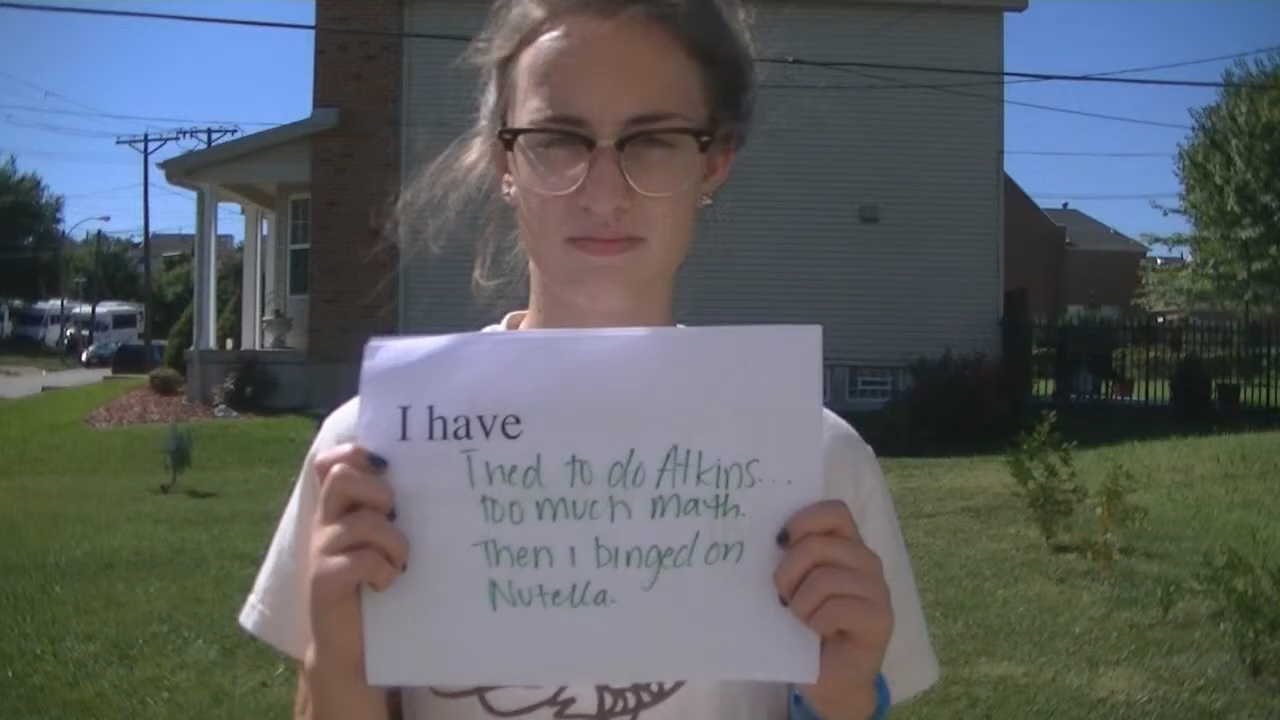 I have
Tried to do Atkins...
too much math.
Then I binged on
Nutella.